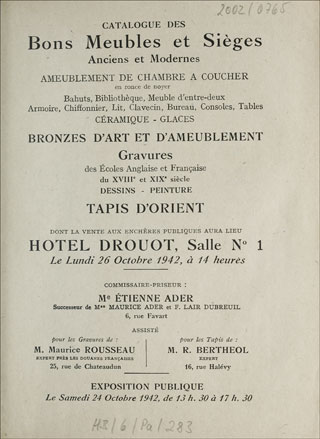 2002/0765
CATALOGUE DES
Bons Meubles et Sièges
Anciens et Modernes
AMEUBLEMENT DE CHAMBRE A COUCHER
en ronce de noyer
Bahuts, Bibliothèque, Meuble d'entre-deux
Armoire, Chiffonnier, Lit, Clavecin, Bureau, Consoles, Tables
CÉRAMIQUE - GLACES
BRONZES D'ART ET D'AMEUBLEMENT
Gravures
des Écoles Anglaise et Française
du XVIIIe et XIXe siècle
DESSINS - PEINTURE
TAPIS D'ORIENT
DONT LA VENTE AUX ENCHÈRES PUBLIQUES AURA LIEU
HOTEL DROUOT, Salle No 1
Le Lundi 26 Octobre 1942, à 14 heures
COMMISSAIRE-PRISEUR :
Me ÉTIENNE ADER
Successeur de Mes MAURICE ADER et F. LAIR DUBREUIL
6, rue Favart
ASSISTÉ
pour les Gravures de :
M. Maurice ROUSSEAU
EXPERT PRÈS LES DOUANES FRANÇAISES
25, rue de Chateaudun
pour les Tapis de :
M. R. BERTHEOL
EXPERT
16, rue Halévy
EXPOSITION PUBLIQUE
Le Samedi 24 Octobre 1942, de 13 h. 30 à 17 h. 30
HB/6/Pa/283